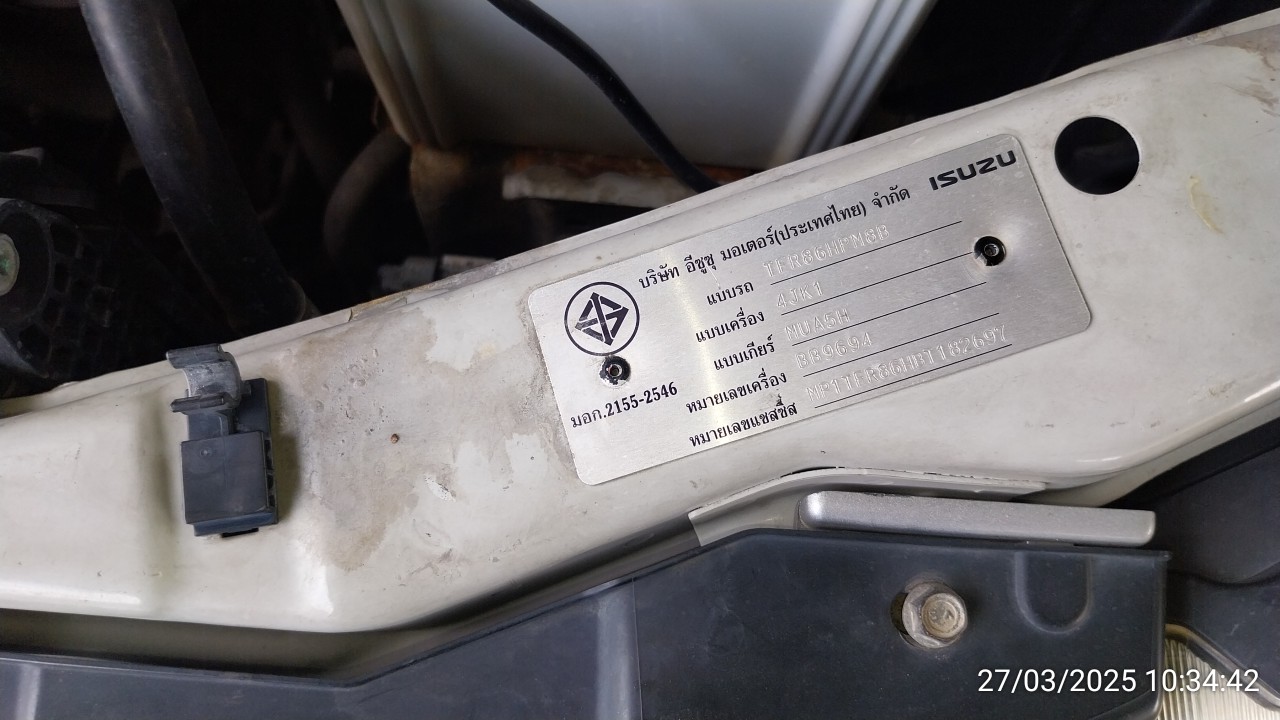 ISUZU
บริษัท อีซูซุ มอเตอร์(ประเทศไทย) จำกัด
แบบรถ TFR86HPM8B
แบบเครื่อง 4JK1
แบบเกียร์ MUA5H
หมายเลขเครื่อง BB9694
หมายเลขแชสซีส์
มอก.2155-2546
27/03/2025 10:34:42